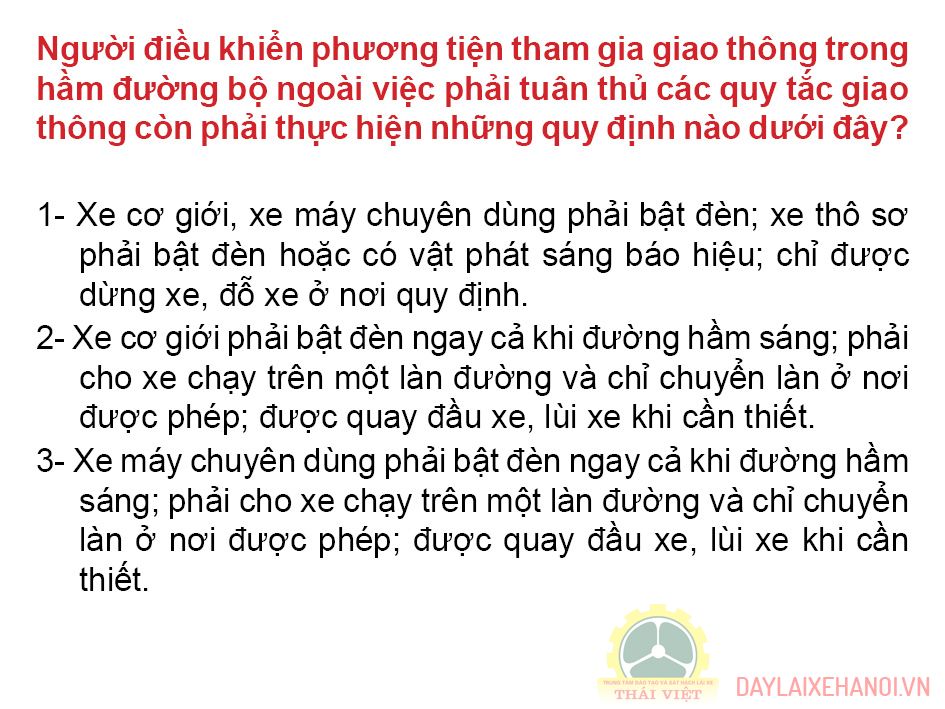 Người điều khiển phương tiện tham gia giao thông trong
hầm đường bộ ngoài việc phải tuân thủ các quy tắc giao
thông còn phải thực hiện những quy định nào dưới đây?
1- Xe cơ giới, xe máy chuyên dùng phải bật đèn; xe thô sơ
phải bật đèn hoặc có vật phát sáng báo hiệu; chỉ được
dừng xe, đỗ xe ở nơi quy định.
2- Xe cơ giới phải bật đèn ngay cả khi đường hầm sáng; phải
cho xe chạy trên một làn đường và chỉ chuyển làn ở nơi
được phép; được quay đầu xe, lùi xe khi cần thiết.
3- Xe máy chuyên dùng phải bật đèn ngay cả khi đường hầm
sáng; phải cho xe chạy trên một làn đường và chỉ chuyển
làn ở nơi được phép; được quay đầu xe, lùi xe khi cần
thiết.
TRUNG TÂM ĐÀO TẠO VÀ SÁT HẠCH LÁI XE
THÁI VIỆT
DAYLAIXEHANOI.VN